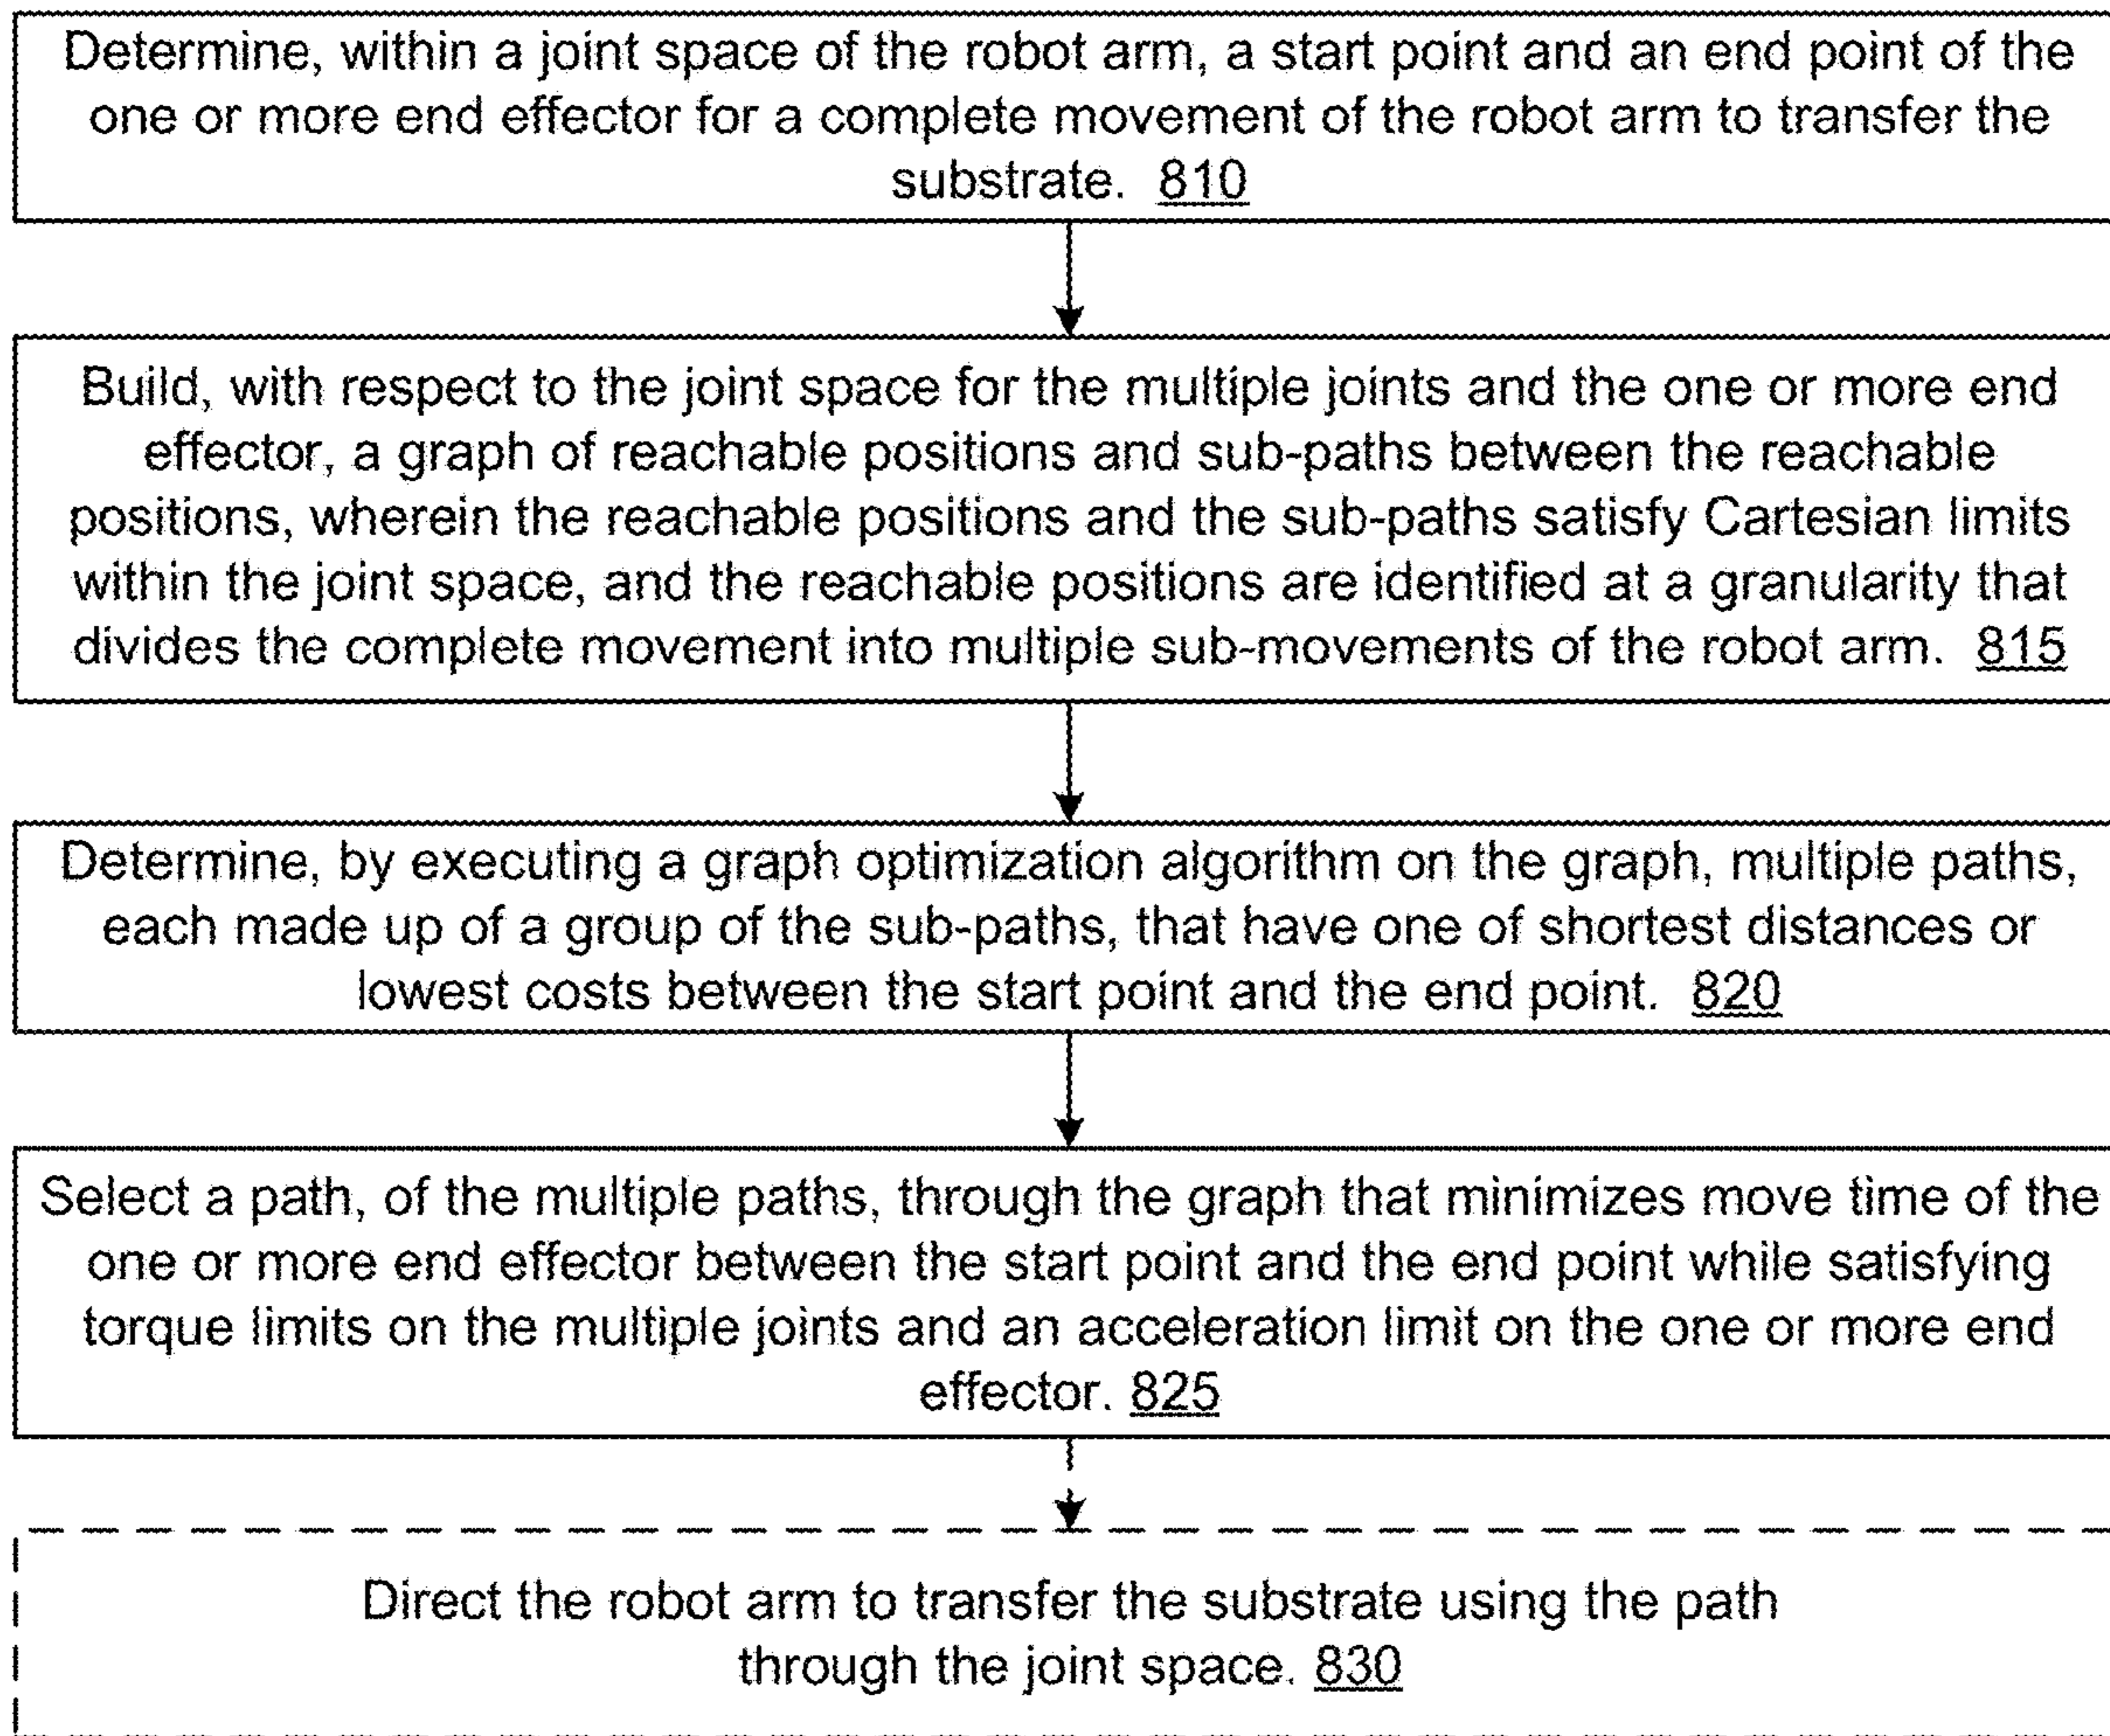 Determine, within a joint space of the robot arm, a start point and an end point of the
one or more end effector for a complete movement of the robot arm to transfer the
substrate. 810
Build, with respect to the joint space for the multiple joints and the one or more end
effector, a graph of reachable positions and sub-paths between the reachable
positions, wherein the reachable positions and the sub-paths satisfy Cartesian limits
within the joint space, and the reachable positions are identified at a granularity that
divides the complete movement into multiple sub-movements of the robot arm. 815
Determine, by executing a graph optimization algorithm on the graph, multiple paths,
each made up of a group of the sub-paths, that have one of shortest distances or
lowest costs between the start point and the end point. 820
Select a path, of the multiple paths, through the graph that minimizes move time of the
one or more end effector between the start point and the end point while satisfying
torque limits on the multiple joints and an acceleration limit on the one or more end
effector. 825
Direct the robot arm to transfer the substrate using the path
through the joint space. 830